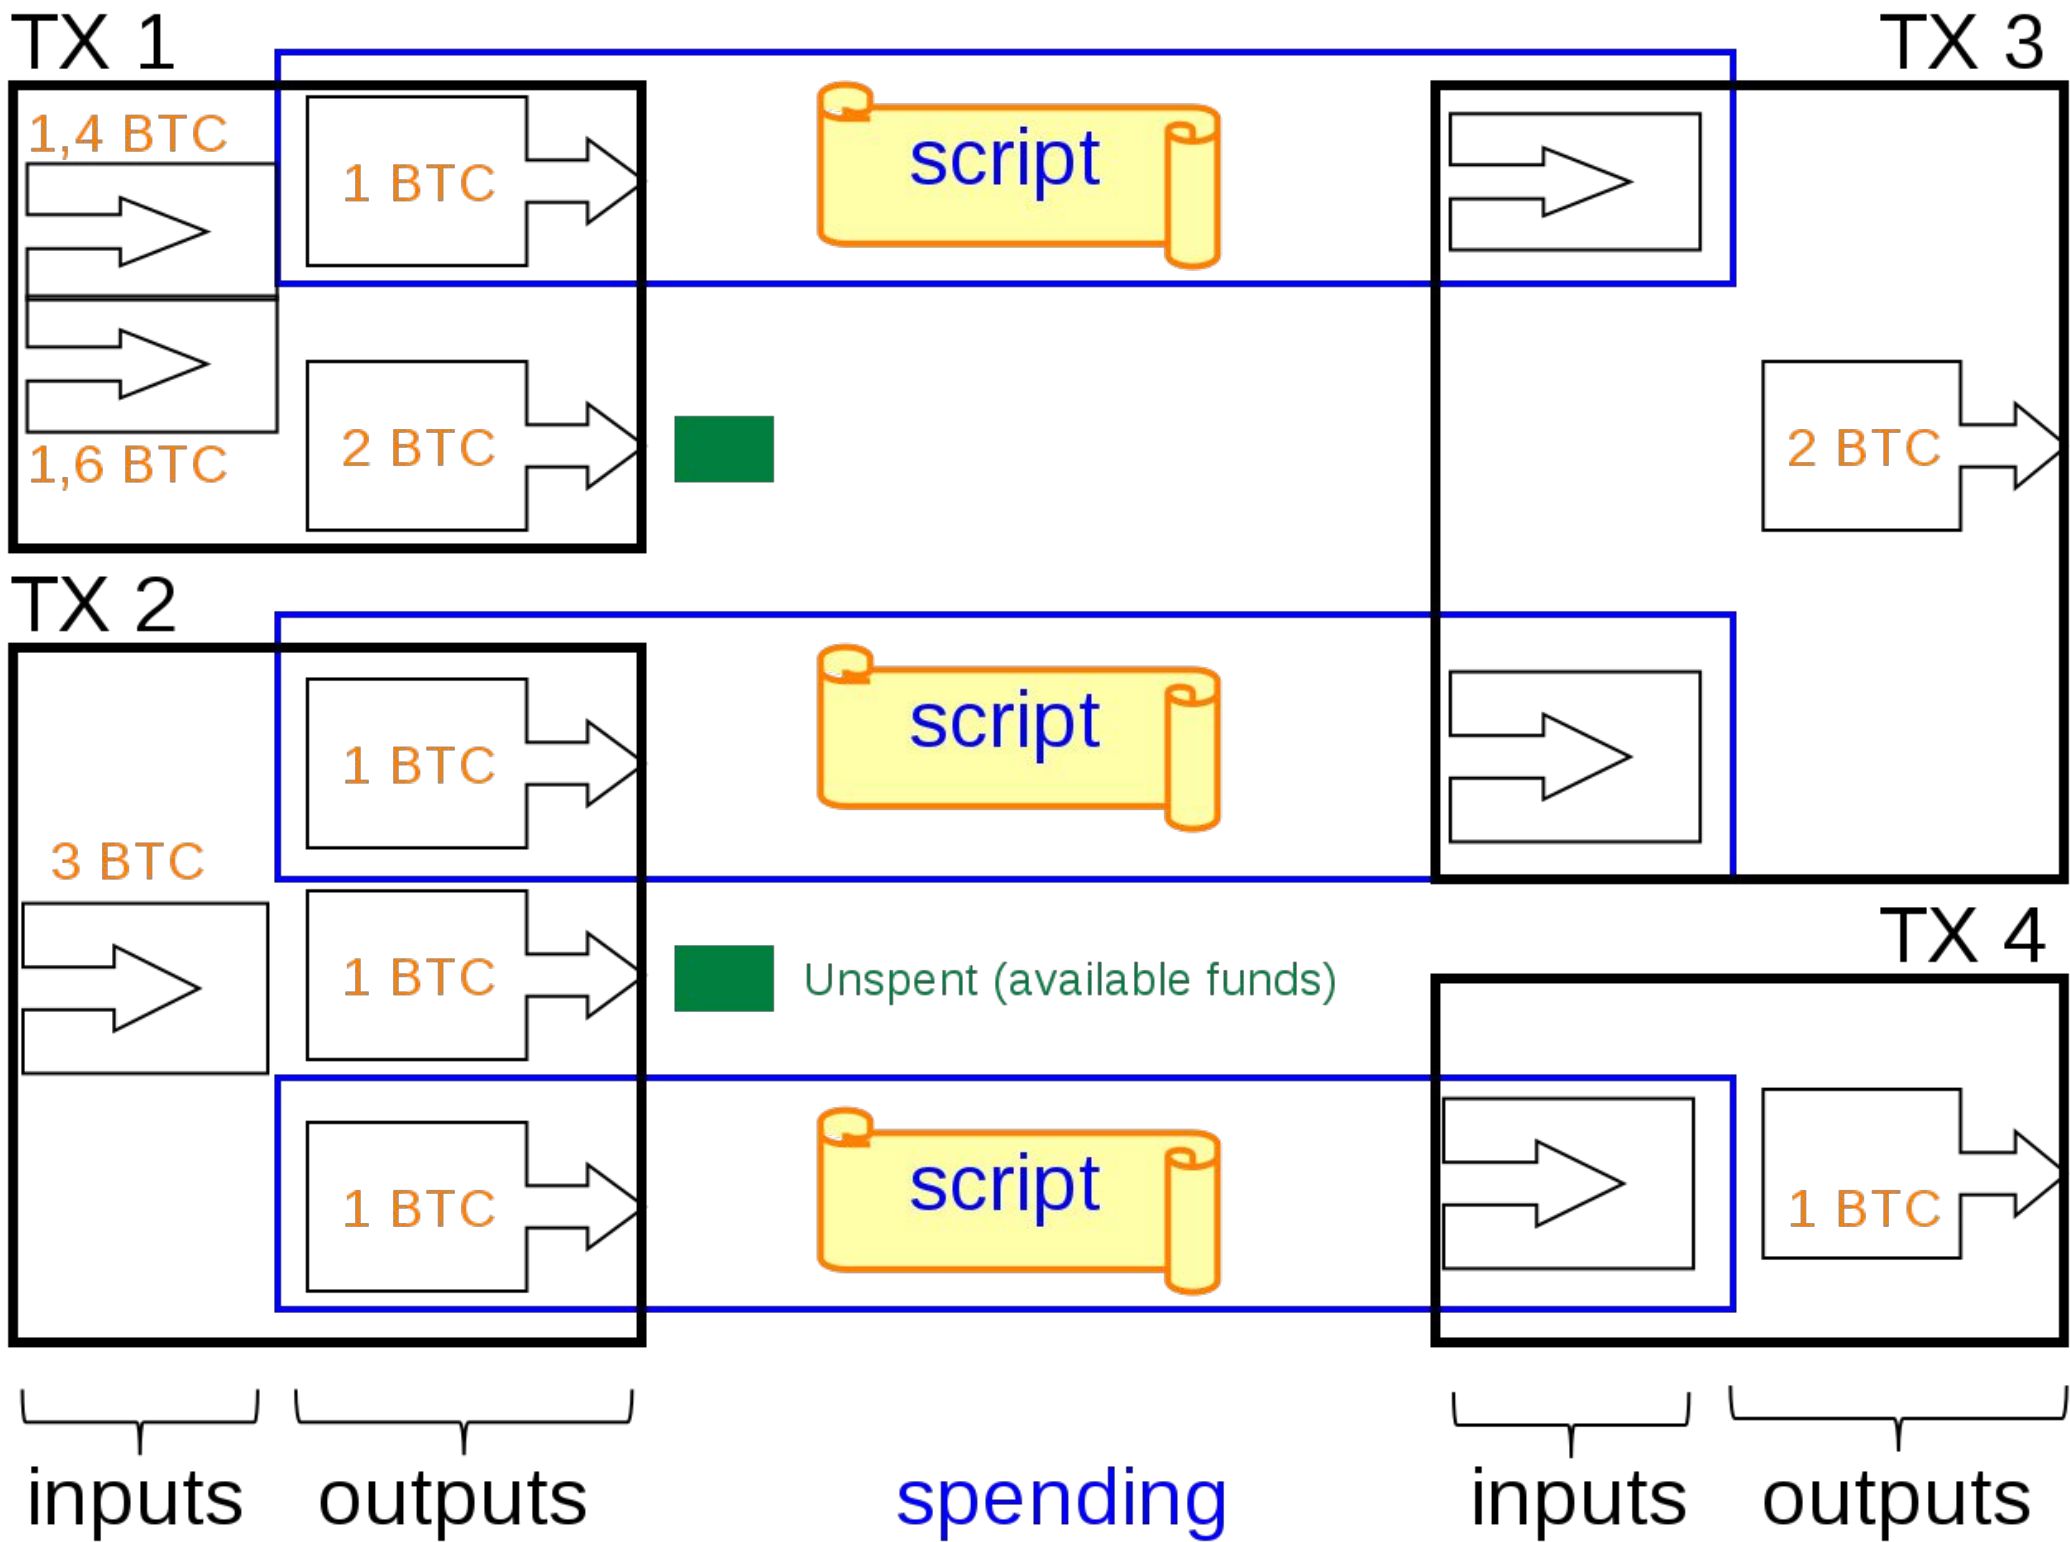 TX 1
TX 3
1,4 BTC
1 BTC
script
2 BTC
2 BTC
1,6 BTC
TX 2
script
1 BTC
3 BTC
TX 4
1 BTC
Unspent (available funds)
script
1 BTC
1 BTC
inputs
outputs
spending
inputs
outputs